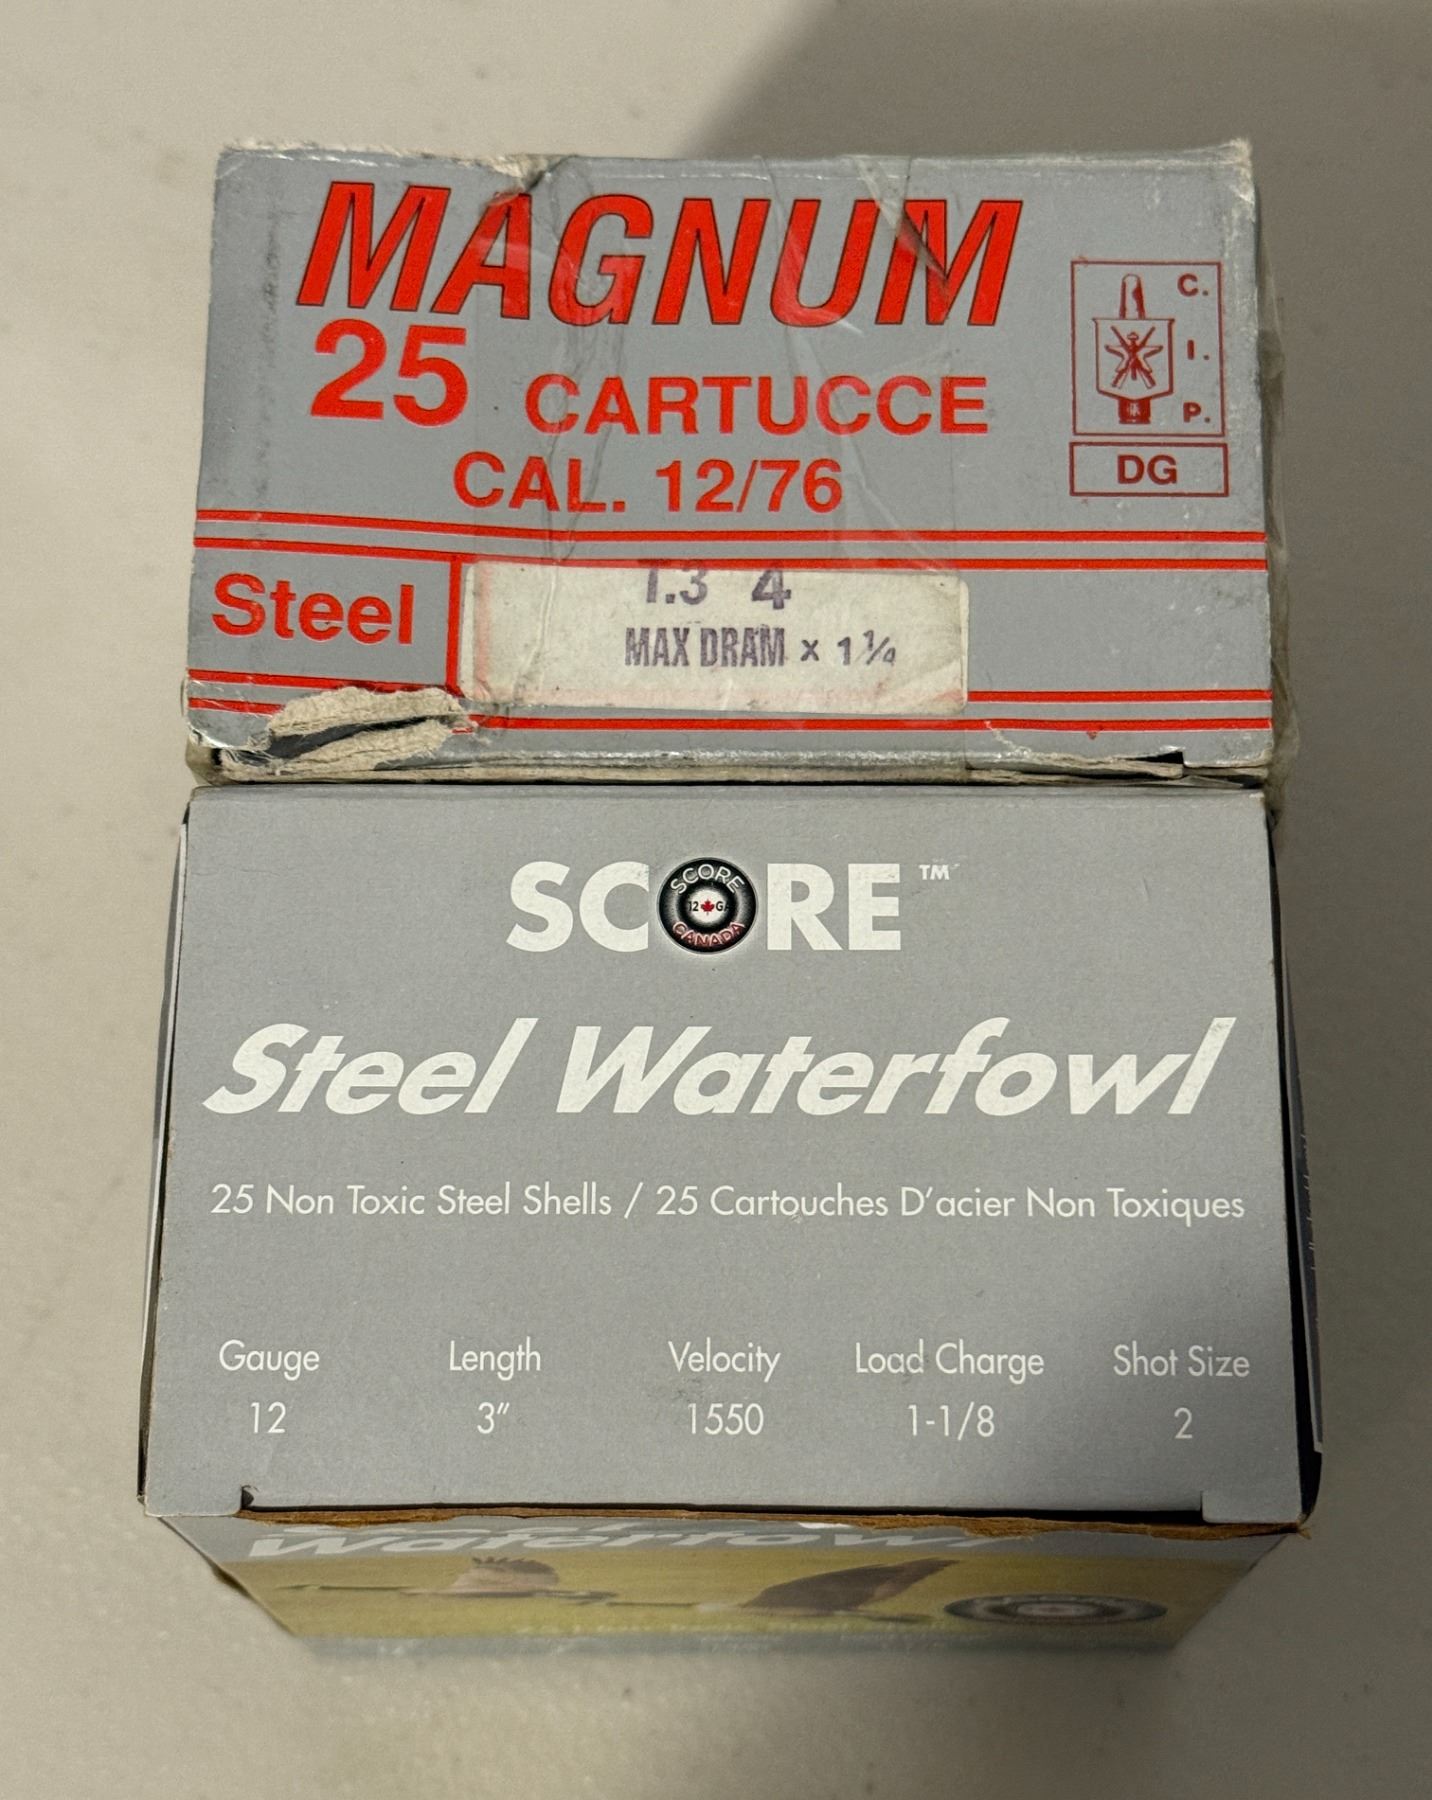 MAGNUM
25 CARTUCCE
CAL. 12/76
C.
I.
P.
DG
Steel
T.3 4
MAX DRAM x 1 1/4
SCORE™
SCORE
12 GA
CANADA
Steel Waterfowl
25 Non Toxic Steel Shells / 25 Cartouches D'acier Non Toxiques
Gauge Length Velocity Load Charge Shot Size
12 3" 1550 1-1/8 2
Waterfowl